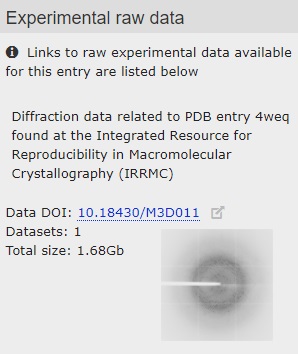 Experimental raw data
Links to raw experimental data available
for this entry are listed below
Diffraction data related to PDB entry 4weq
found at the Integrated Resource for
Reproducibility in Macromolecular
Crystallography (IRRMC)
Data DOI: 10.18430/M3D011
Datasets: 1
Total size: 1.68Gb